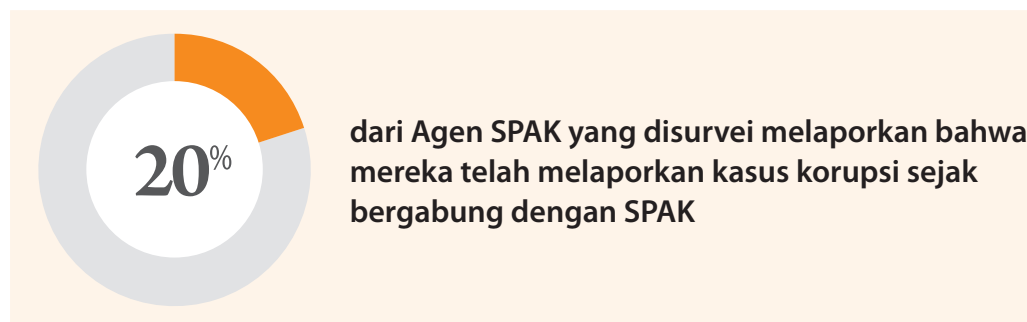 20%
dari Agen SPAK yang disurvei melaporkan bahwa
mereka telah melaporkan kasus korupsi sejak
bergabung dengan SPAK